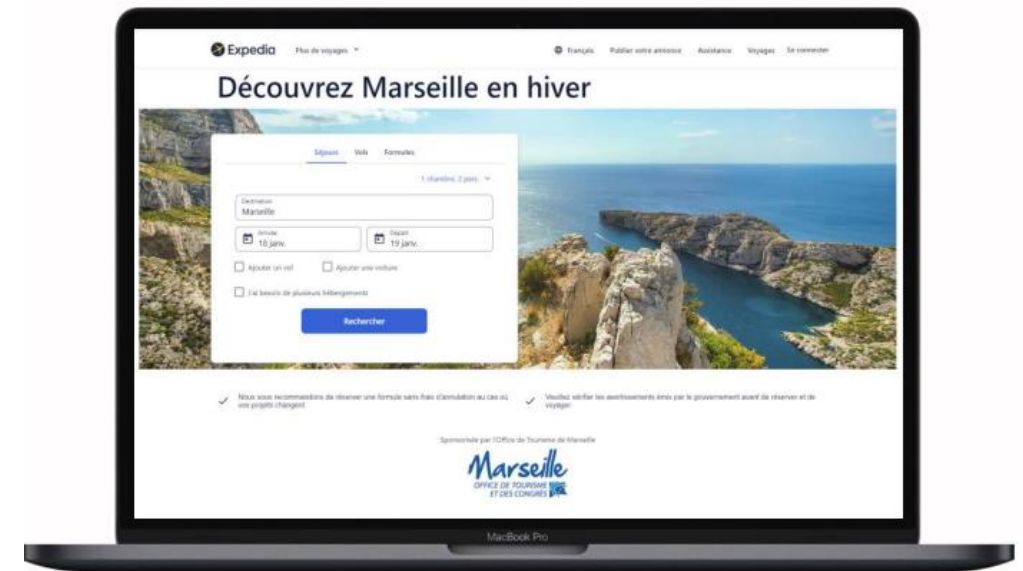 Expedia
Plus de voyages
Français
Publier votre annonce
Assistance
Voyages
Se connecter
Découvrez Marseille en hiver
Séjours
Vols
Formules
1 chambre, 2 pers.
Destination
Marseille
Arrivée
18 janv.
Départ
19 janv.
Ajouter un vol
Ajouter une voiture
J'ai besoin de plusieurs hébergements
Rechercher
Nous vous recommandons de réserver une formule sans frais d'annulation au cas où
vos projets changent
Veuillez vérifier les avertissements émis par le gouvernement avant de réserver et de
voyager
Sponsorisée par l'Office de Tourisme de Marseille
Marseille
OFFICE DE TOURISME
ET DES CONGRÈS
MacBook Pro